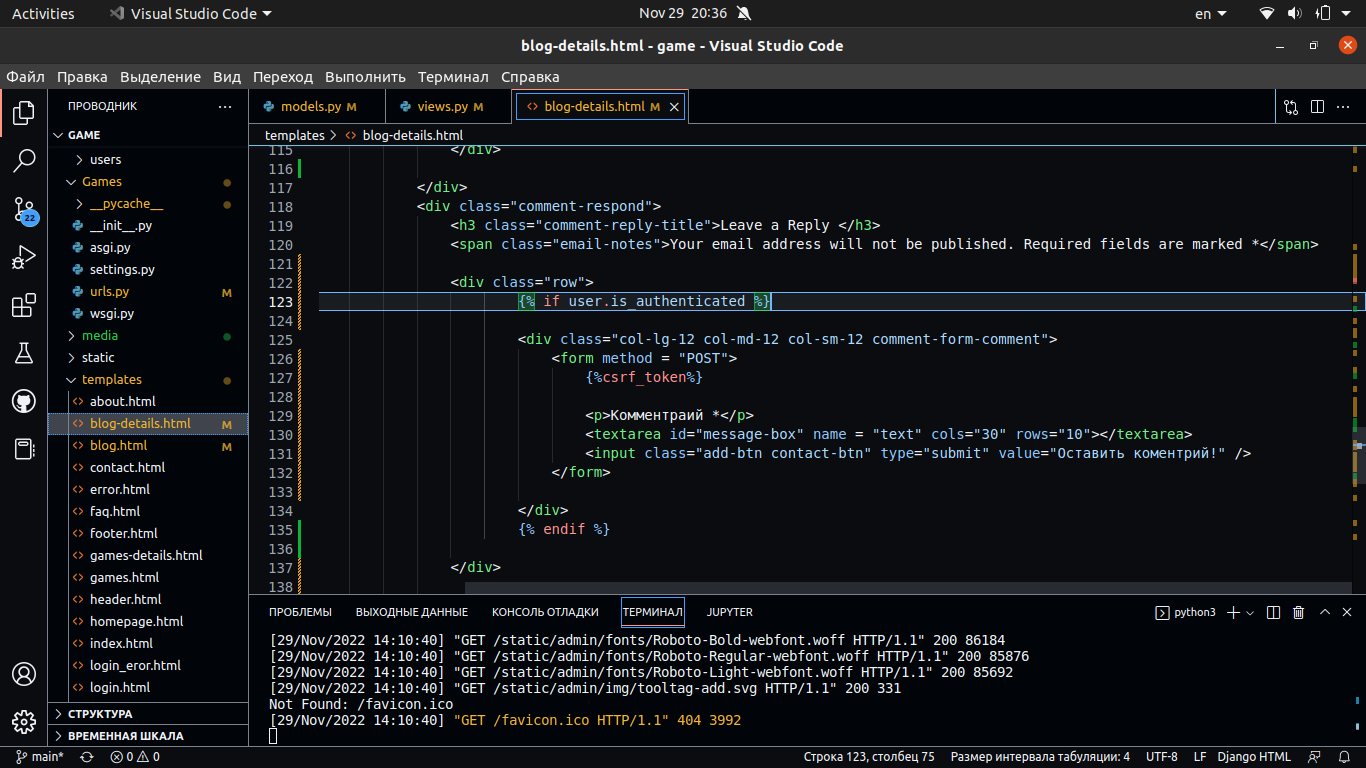 Activities
Visual Studio Code
Nov 29 20:36
en
blog-details.html - game - Visual Studio Code
Файл Правка Выделение Вид Переход Выполнить Терминал Справка
ПРОВОДНИК
GAME
users
Games
__pycache__
__init__.py
asgi.py
settings.py
urls.py M
wsgi.py
media
static
templates
about.html
blog-details.html M
blog.html M
contact.html
error.html
faq.html
footer.html
games-details.html
games.html
header.html
homepage.html
index.html
login_eror.html
login.html
СТРУКТУРА
ВРЕМЕННАЯ ШКАЛА
22
models.py M
views.py M
blog-details.html M
templates > blog-details.html
115 </div>
116
117 </div>
118 <div class="comment-respond">
119 <h3 class="comment-reply-title">Leave a Reply </h3>
120 <span class="email-notes">Your email address will not be published. Required fields are marked *</span>
121
122 <div class="row">
123 {% if user.is_authenticated %}
124
125 <div class="col-lg-12 col-md-12 col-sm-12 comment-form-comment">
126 <form method = "POST">
127 {%csrf_token%}
128
129 <p>Комментраий *</p>
130 <textarea id="message-box" name = "text" cols="30" rows="10"></textarea>
131 <input class="add-btn contact-btn" type="submit" value="Оставить коментрий!" />
132 </form>
133
134 </div>
135 {% endif %}
136
137 </div>
138
ПРОБЛЕМЫ ВЫХОДНЫЕ ДАННЫЕ КОНСОЛЬ ОТЛАДКИ ТЕРМИНАЛ JUPYTER
python3
[29/Nov/2022 14:10:40] "GET /static/admin/fonts/Roboto-Bold-webfont.woff HTTP/1.1" 200 86184
[29/Nov/2022 14:10:40] "GET /static/admin/fonts/Roboto-Regular-webfont.woff HTTP/1.1" 200 85876
[29/Nov/2022 14:10:40] "GET /static/admin/fonts/Roboto-Light-webfont.woff HTTP/1.1" 200 85692
[29/Nov/2022 14:10:40] "GET /static/admin/img/tooltag-add.svg HTTP/1.1" 200 331
Not Found: /favicon.ico
[29/Nov/2022 14:10:40] "GET /favicon.ico HTTP/1.1" 404 3992
main* 0 0
Строка 123, столбец 75 Размер интервала табуляции: 4 UTF-8 LF Django HTML